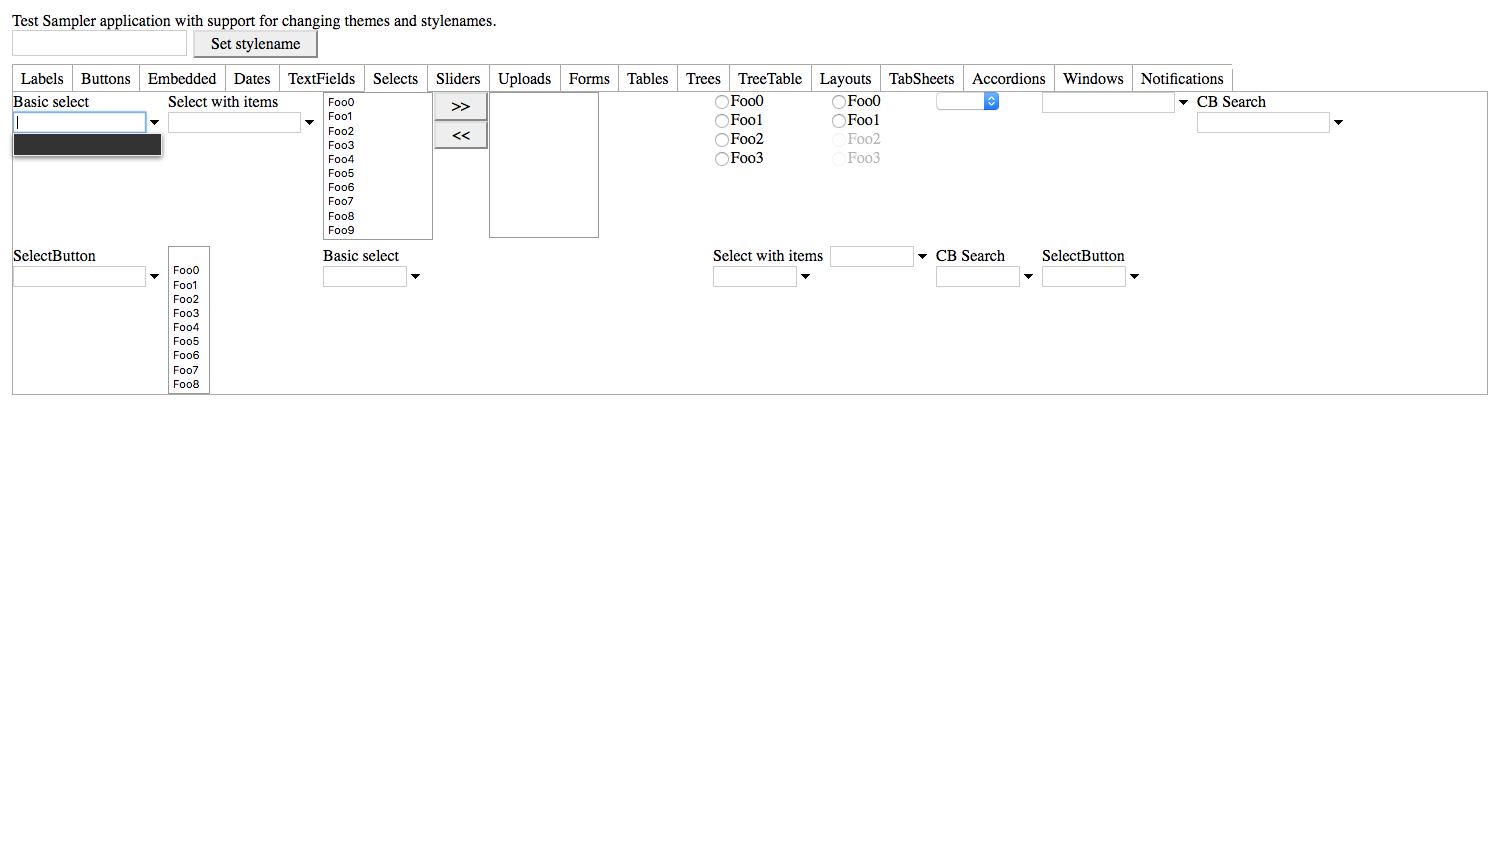 Test Sampler application with support for changing themes and stylenames.
Set stylename
Labels Buttons Embedded Dates TextFields Selects Sliders Uploads Forms Tables Trees TreeTable Layouts TabSheets Accordions Windows Notifications
Basic select
Select with items
Foo0
Foo1
Foo2
Foo3
Foo4
Foo5
Foo6
Foo7
Foo8
Foo9
>>
<<
Foo0
Foo1
Foo2
Foo3
Foo0
Foo1
Foo2
Foo3
CB Search
SelectButton
Foo0
Foo1
Foo2
Foo3
Foo4
Foo5
Foo6
Foo7
Foo8
Basic select
Select with items
CB Search
SelectButton